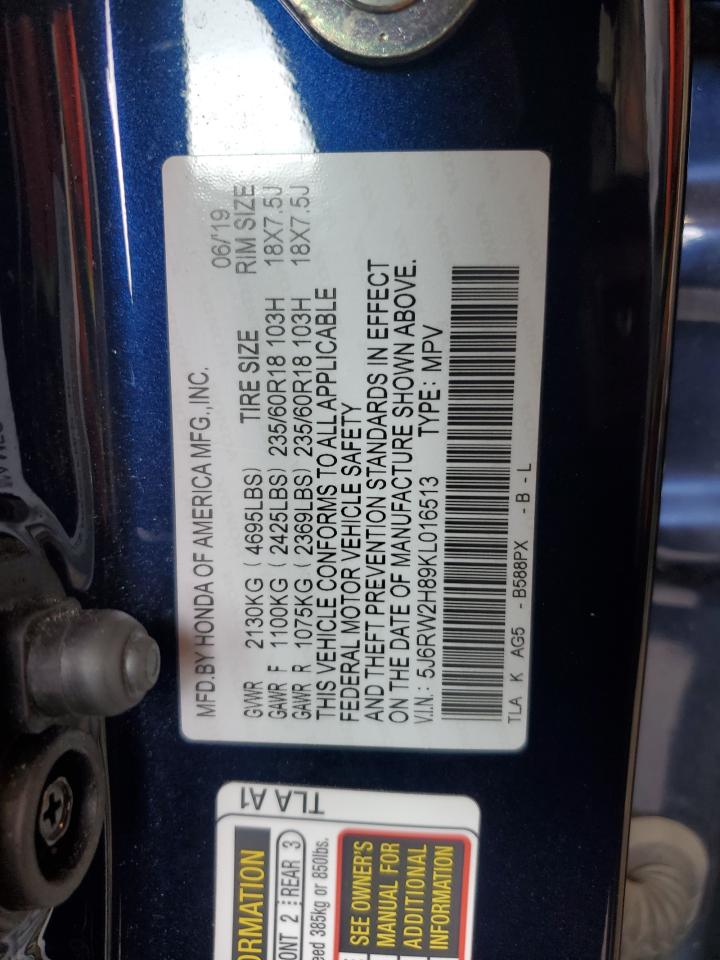 MFD.BY HONDA OF AMERICA MFG.,INC. 06/'19
GVWR 2130KG (4695LBS) TIRE SIZE RIM SIZE
GAWR F 1100KG (2425LBS) 235/60R18 103H 18X7.5J
GAWR R 1075KG (2369LBS) 235/60R18 103H 18X7.5J
THIS VEHICLE CONFORMS TO ALL APPLICABLE
FEDERAL MOTOR VEHICLE SAFETY
AND THEFT PREVENTION STANDARDS IN EFFECT
ON THE DATE OF MANUFACTURE SHOWN ABOVE.
V.I.N.: 5J6RW2H89KL016513 TYPE: MPV
TLA K AG5 -B588PX -B-L
TLA A1
FRONT 2 REAR 3
385kg or 850lbs.
SEE OWNER'S
MANUAL FOR
ADDITIONAL
INFORMATION